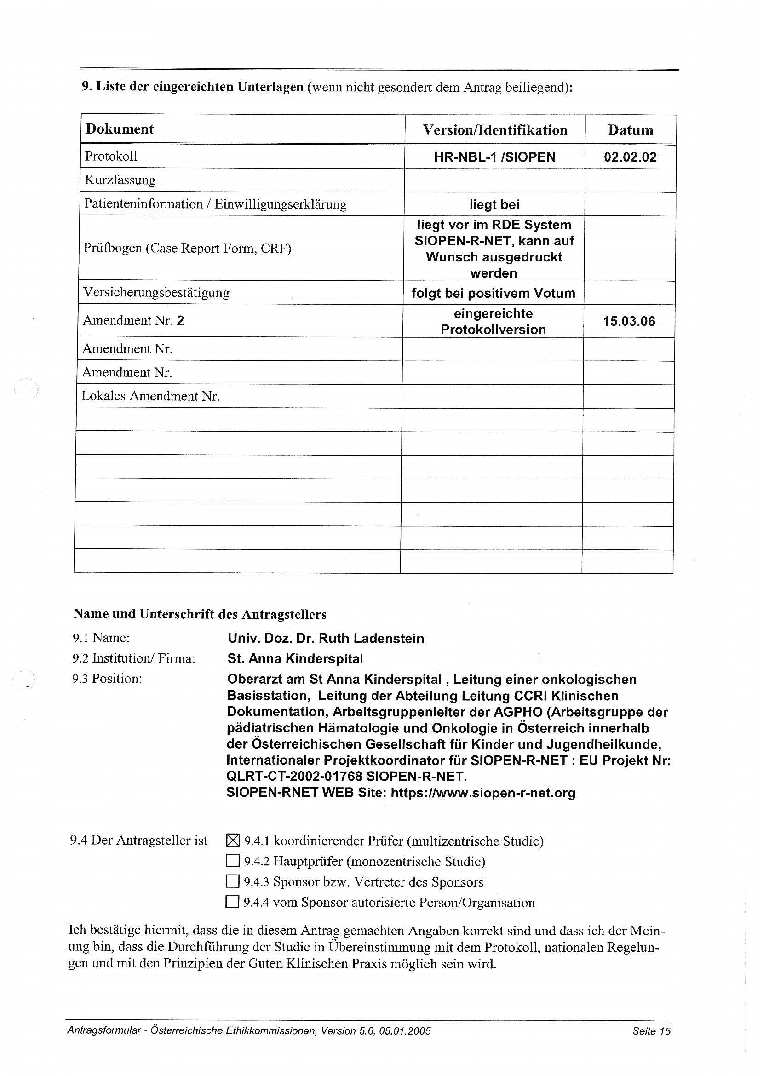 9. Liste der eingereichten Unterlagen (wenn nicht gesondert dem Antrag beiliegend):
Dokument Version/Identifikation Datum
Protokoll HR-NBL-1 /SIOPEN 02.02.02
Kurzfassung
Patienteninformation / Einwilligungserklärung liegt bei
Prüfbogen (Case Report Form, CRF) liegt vor im RDE System
SIOPEN-R-NET, kann auf
Wunsch ausgedruckt
werden
Versicherungsbestätigung folgt bei positivem Votum
Amendment Nr. 2 eingereichte
Protokollversion 15.03.06
Amendment Nr.
Amendment Nr.
Lokales Amendment Nr.
Name und Unterschrift des Antragstellers
9.1 Name: Univ. Doz. Dr. Ruth Ladenstein
9.2 Institution/ Firma: St. Anna Kinderspital
9.3 Position: Oberarzt am St Anna Kinderspital , Leitung einer onkologischen
Basisstation, Leitung der Abteilung Leitung CCRI Klinischen
Dokumentation, Arbeitsgruppenleiter der AGPHO (Arbeitsgruppe der
pädiatrischen Hämatologie und Onkologie in Österreich innerhalb
der Österreichischen Gesellschaft für Kinder und Jugendheilkunde,
Internationaler Projektkoordinator für SIOPEN-R-NET : EU Projekt Nr:
QLRT-CT-2002-01768 SIOPEN-R-NET.
SIOPEN-RNET WEB Site: https://www.siopen-r-net.org
9.4 Der Antragsteller ist 9.4.1 koordinierender Prüfer (multizentrische Studie)
9.4.2 Hauptprüfer (monozentrische Studie)
9.4.3 Sponsor bzw. Vertreter des Sponsors
9.4.4 vom Sponsor autorisierte Person/Organisation
Ich bestätige hiermit, dass die in diesem Antrag gemachten Angaben korrekt sind und dass ich der Mein-
ung bin, dass die Durchführung der Studie in Übereinstimmung mit dem Protokoll, nationalen Regelun-
gen und mit den Prinzipien der Guten Klinischen Praxis möglich sein wird.
Antragsformular - Österreichische Ethikkommissionen, Version 5.0, 05.01.2005 Seite 15